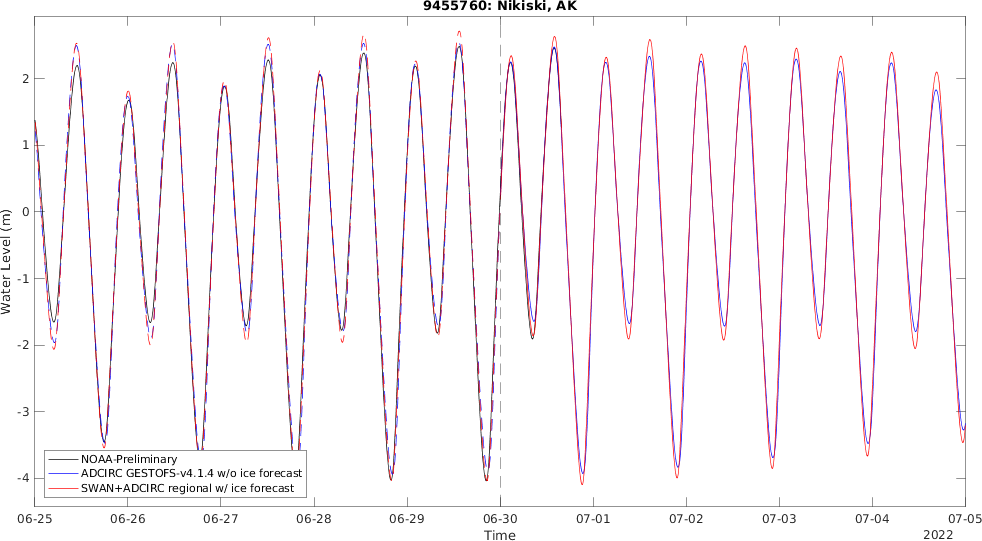 9455760: Nikiski, AK
Water Level (m)
2
1
0
-1
-2
-3
-4
NOAA-Preliminary
ADCIRC GESTOFS-v4.1.4 w/o ice forecast
SWAN+ADCIRC regional w/ ice forecast
06-25 06-26 06-27 06-28 06-29 06-30 07-01 07-02 07-03 07-04 07-05
Time
2022